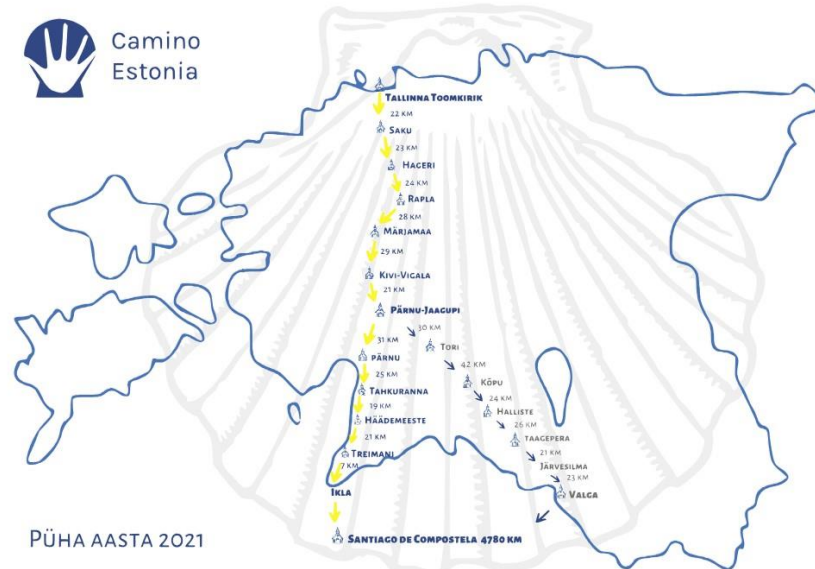 Camino
Estonia
Tallinna Toomkirik
22 km
Saku
23 km
Hageri
24 km
Rapla
28 km
Märjamaa
29 km
Kivi-Vigala
21 km
Pärnu-Jaagupi
30 km
31 km
Tori
Pärnu
42 km
25 km
Kõpu
Tahkuranna
24 km
19 km
Halliste
Häädemeeste
26 km
21 km
Taagepera
Treimani
21 km
7 km
Järvesilma
23 km
Ikla
Valga
Santiago de Compostela 4780 km
Püha aasta 2021